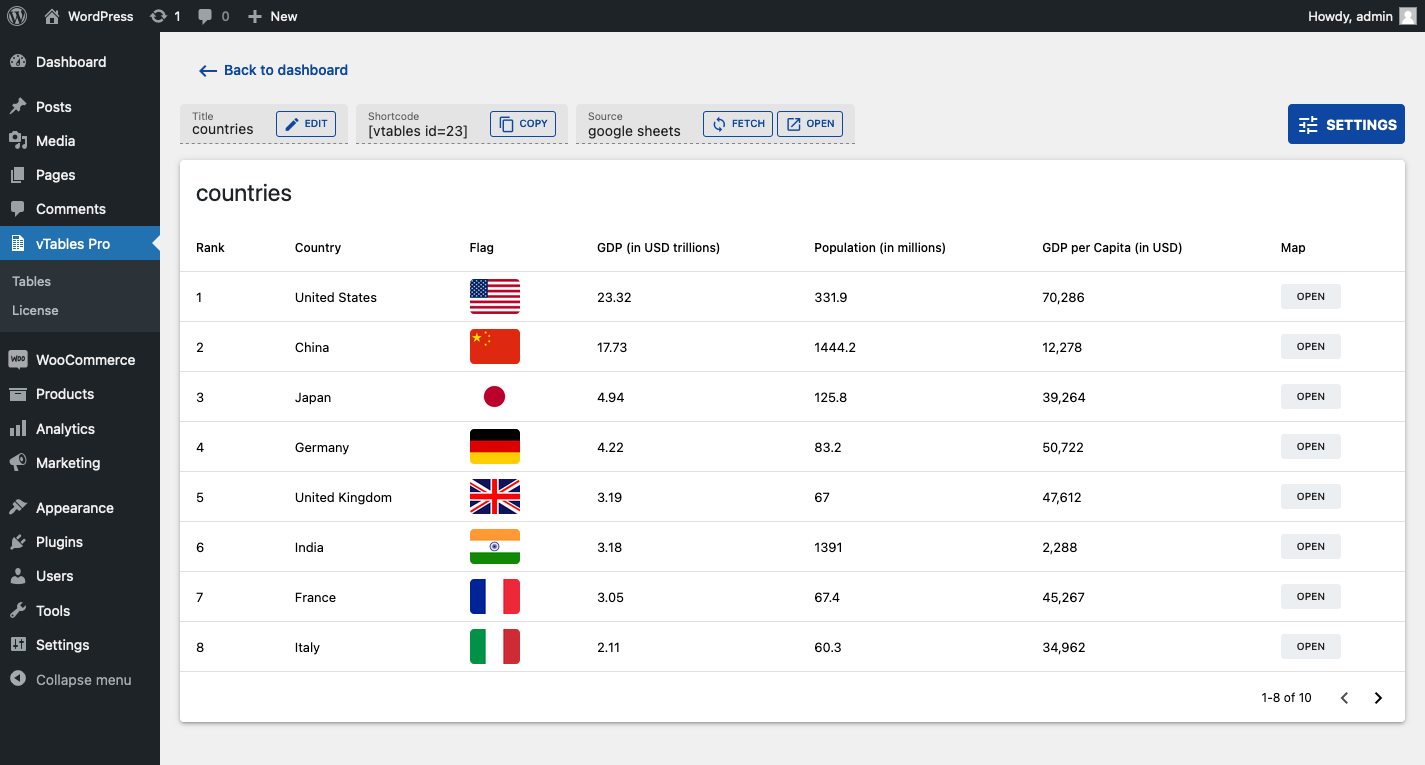 WordPress 1 0 New Howdy, admin
Dashboard
Posts
Media
Pages
Comments
vTables Pro
Tables
License
WooCommerce
Products
Analytics
Marketing
Appearance
Plugins
Users
Tools
Settings
Collapse menu
Back to dashboard
Title
countries
EDIT
Shortcode
[vtables id=23]
COPY
Source
google sheets
FETCH
OPEN
SETTINGS
countries
Rank Country Flag GDP (in USD trillions) Population (in millions) GDP per Capita (in USD) Map
1 United States 23.32 331.9 70,286 OPEN
2 China 17.73 1444.2 12,278 OPEN
3 Japan 4.94 125.8 39,264 OPEN
4 Germany 4.22 83.2 50,722 OPEN
5 United Kingdom 3.19 67 47,612 OPEN
6 India 3.18 1391 2,288 OPEN
7 France 3.05 67.4 45,267 OPEN
8 Italy 2.11 60.3 34,962 OPEN
1-8 of 10